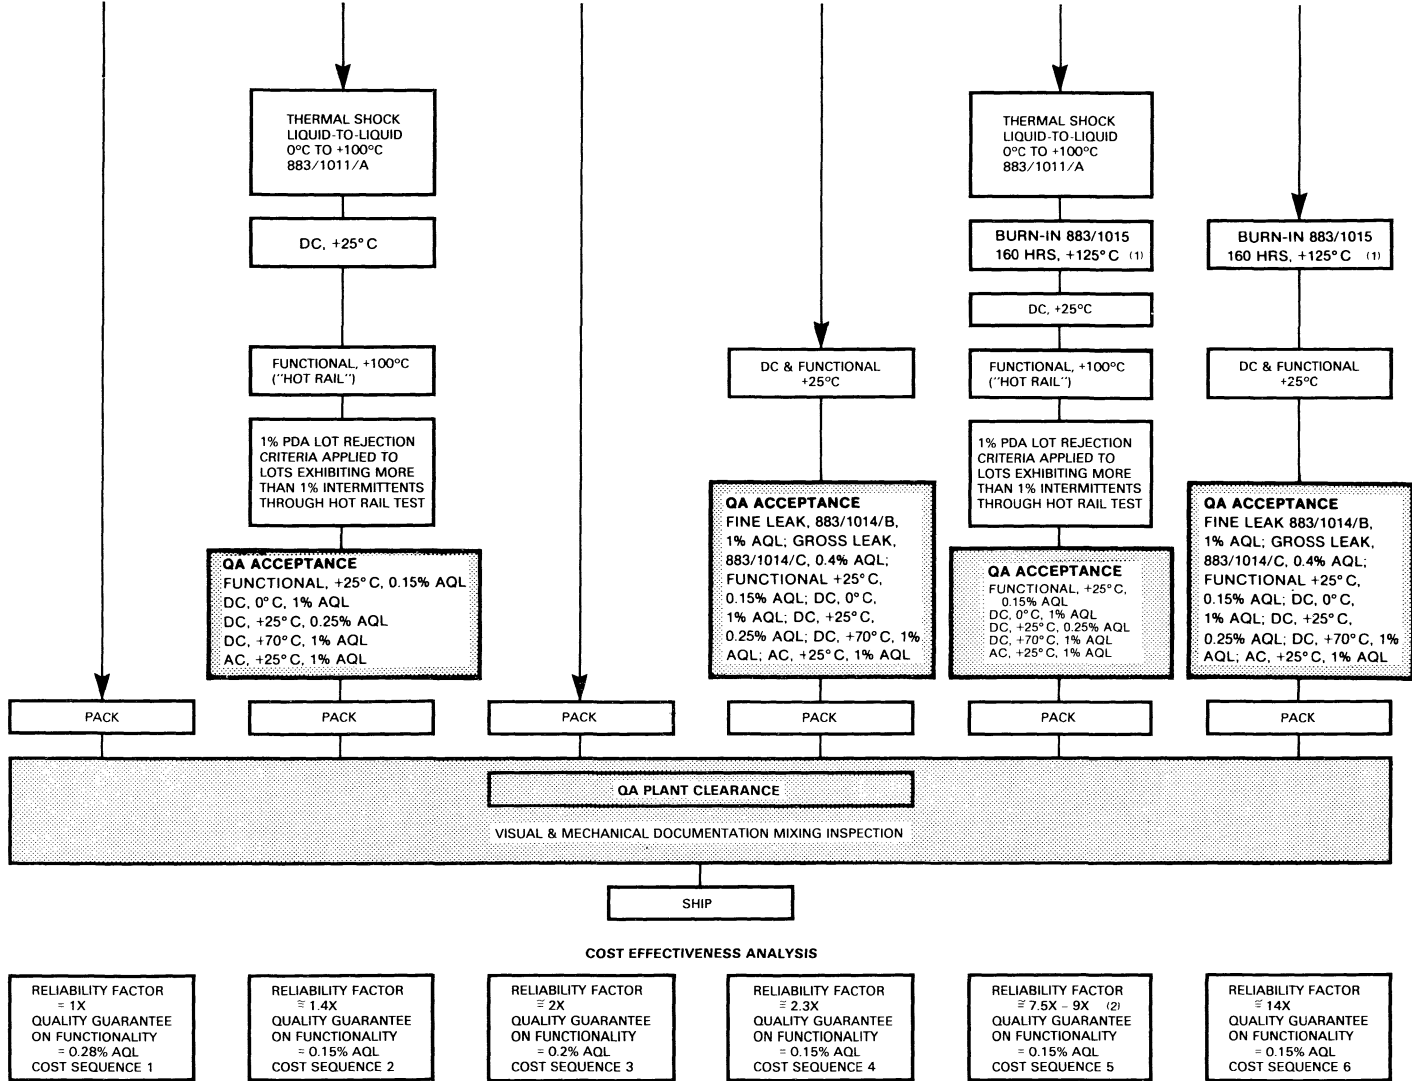 THERMAL SHOCK
LIQUID-TO-LIQUID
0°C TO +100°C
883/1011/A
DC, +25°C
FUNCTIONAL, +100°C
("HOT RAIL")
1% PDA LOT REJECTION
CRITERIA APPLIED TO
LOTS EXHIBITING MORE
THAN 1% INTERMITTENTS
THROUGH HOT RAIL TEST
QA ACCEPTANCE
FUNCTIONAL, +25°C, 0.15% AQL
DC, 0°C, 1% AQL
DC, +25°C, 0.25% AQL
DC, +70°C, 1% AQL
AC, +25°C, 1% AQL
DC & FUNCTIONAL
+25°C
QA ACCEPTANCE
FINE LEAK, 883/1014/B,
1% AQL; GROSS LEAK,
883/1014/C, 0.4% AQL;
FUNCTIONAL +25°C,
0.15% AQL; DC, 0°C,
1% AQL; DC, +25°C,
0.25% AQL; DC, +70°C, 1%
AQL; AC, +25°C, 1% AQL
THERMAL SHOCK
LIQUID-TO-LIQUID
0°C TO +100°C
883/1011/A
BURN-IN 883/1015
160 HRS, +125°C (1)
DC, +25°C
FUNCTIONAL, +100°C
("HOT RAIL")
1% PDA LOT REJECTION
CRITERIA APPLIED TO
LOTS EXHIBITING MORE
THAN 1% INTERMITTENTS
THROUGH HOT RAIL TEST
QA ACCEPTANCE
FUNCTIONAL, +25°C,
0.15% AQL
DC, 0°C, 1% AQL
DC, +25°C, 0.25% AQL
DC, +70°C, 1% AQL
AC, +25°C, 1% AQL
BURN-IN 883/1015
160 HRS, +125°C (1)
DC & FUNCTIONAL
+25°C
QA ACCEPTANCE
FINE LEAK 883/1014/B,
1% AQL; GROSS LEAK,
883/1014/C, 0.4% AQL;
FUNCTIONAL +25°C,
0.15% AQL; DC, 0°C,
1% AQL; DC, +25°C,
0.25% AQL; DC, +70°C, 1%
AQL; AC, +25°C, 1% AQL
PACK
PACK
PACK
PACK
PACK
PACK
QA PLANT CLEARANCE
VISUAL & MECHANICAL DOCUMENTATION MIXING INSPECTION
SHIP
COST EFFECTIVENESS ANALYSIS
RELIABILITY FACTOR
= 1X
QUALITY GUARANTEE
ON FUNCTIONALITY
= 0.28% AQL
COST SEQUENCE 1
RELIABILITY FACTOR
≅ 1.4X
QUALITY GUARANTEE
ON FUNCTIONALITY
= 0.15% AQL
COST SEQUENCE 2
RELIABILITY FACTOR
≅ 2X
QUALITY GUARANTEE
ON FUNCTIONALITY
= 0.2% AQL
COST SEQUENCE 3
RELIABILITY FACTOR
≅ 2.3X
QUALITY GUARANTEE
ON FUNCTIONALITY
= 0.15% AQL
COST SEQUENCE 4
RELIABILITY FACTOR
≅ 7.5X – 9X (2)
QUALITY GUARANTEE
ON FUNCTIONALITY
= 0.15% AQL
COST SEQUENCE 5
RELIABILITY FACTOR
≅ 14X
QUALITY GUARANTEE
ON FUNCTIONALITY
= 0.15% AQL
COST SEQUENCE 6